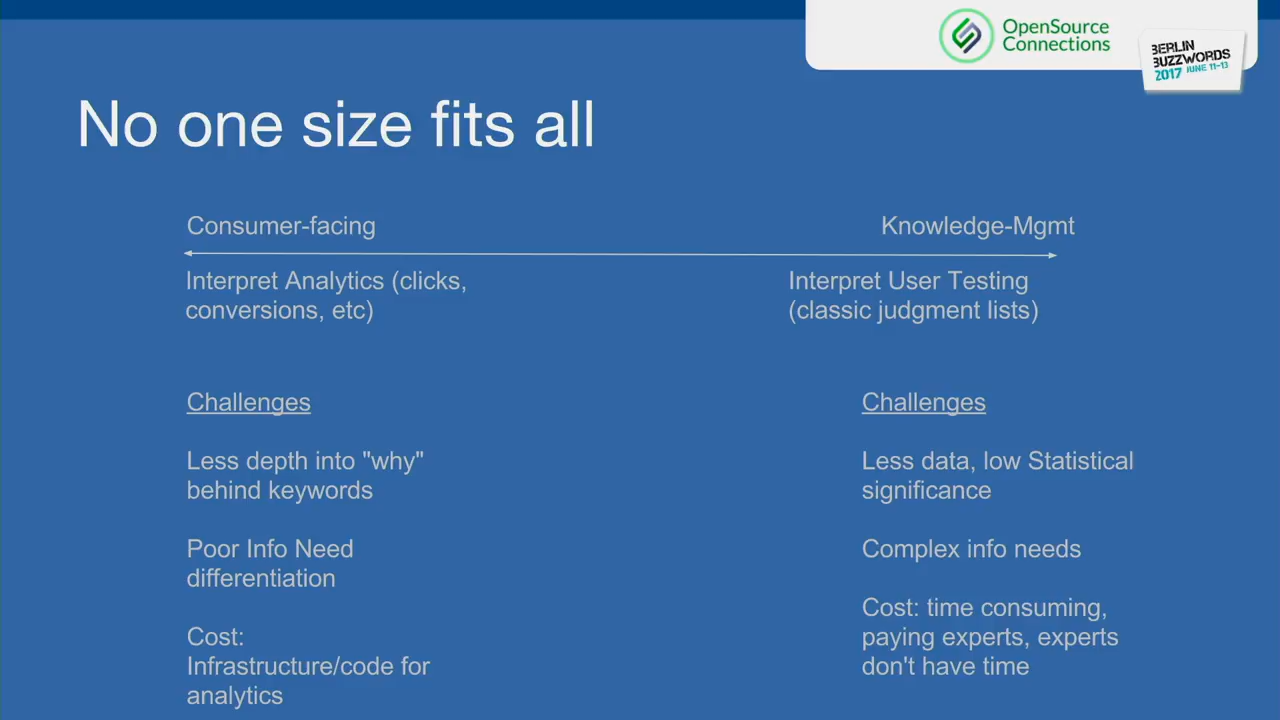 OpenSource
Connections
BERLIN
BUZZWORDS
2017 JUNE 11-13
No one size fits all
Consumer-facing
Knowledge-Mgmt
Interpret Analytics (clicks,
conversions, etc)
Interpret User Testing
(classic judgment lists)
Challenges
Less depth into "why"
behind keywords
Poor Info Need
differentiation
Cost:
Infrastructure/code for
analytics
Challenges
Less data, low Statistical
significance
Complex info needs
Cost: time consuming,
paying experts, experts
don't have time